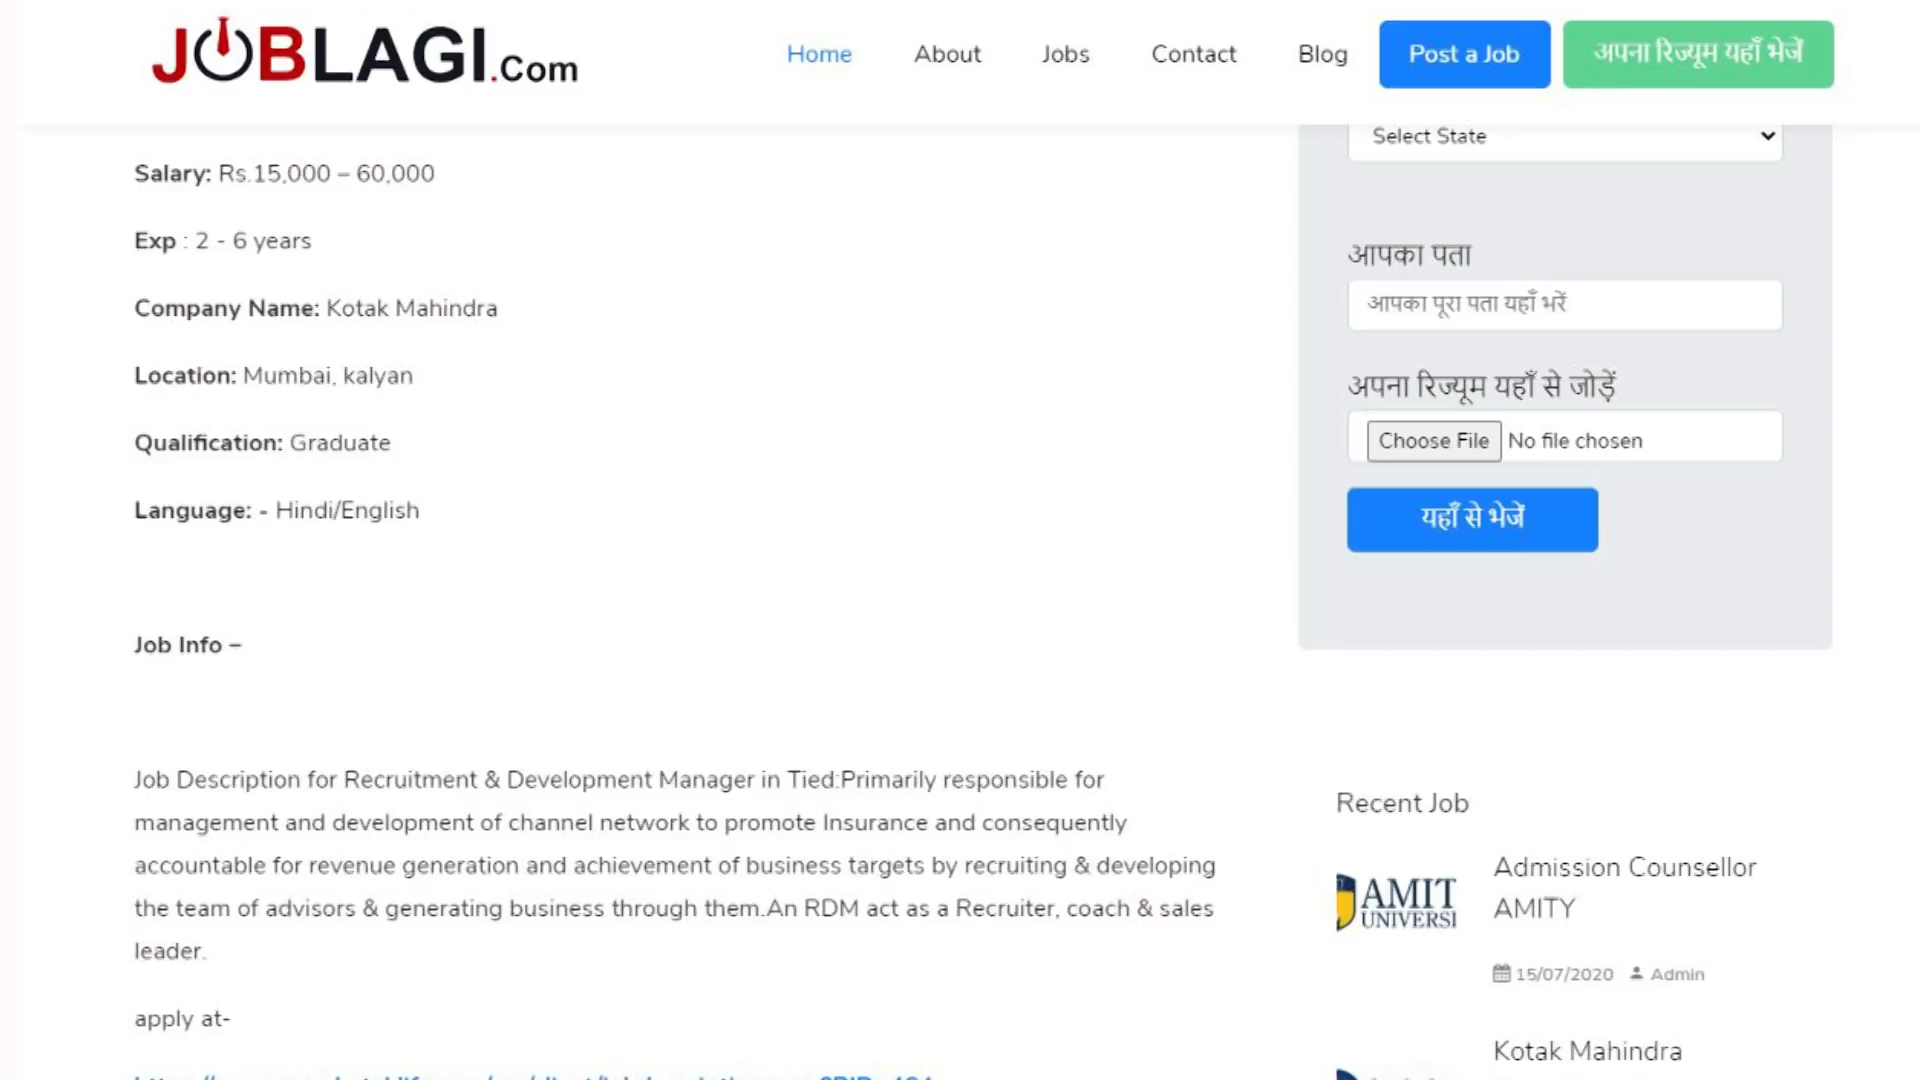 JOBLAGI.Com
Home About Jobs Contact Blog Post a Job अपना रिज्यूम यहाँ भेजें
Select State
Salary: Rs.15,000 – 60,000
Exp : 2 - 6 years
Company Name: Kotak Mahindra
Location: Mumbai, kalyan
Qualification: Graduate
Language: - Hindi/English
Job Info –
Job Description for Recruitment & Development Manager in Tied:Primarily responsible for
management and development of channel network to promote Insurance and consequently
accountable for revenue generation and achievement of business targets by recruiting & developing
the team of advisors & generating business through them.An RDM act as a Recruiter, coach & sales
leader.
apply at-
आपका पता
आपका पूरा पता यहाँ भरें
अपना रिज्यूम यहाँ से जोड़ें
Choose File No file chosen
यहाँ से भेजें
Recent Job
AMIT
UNIVERSI
Admission Counsellor
AMITY
15/07/2020 Admin
Kotak Mahindra